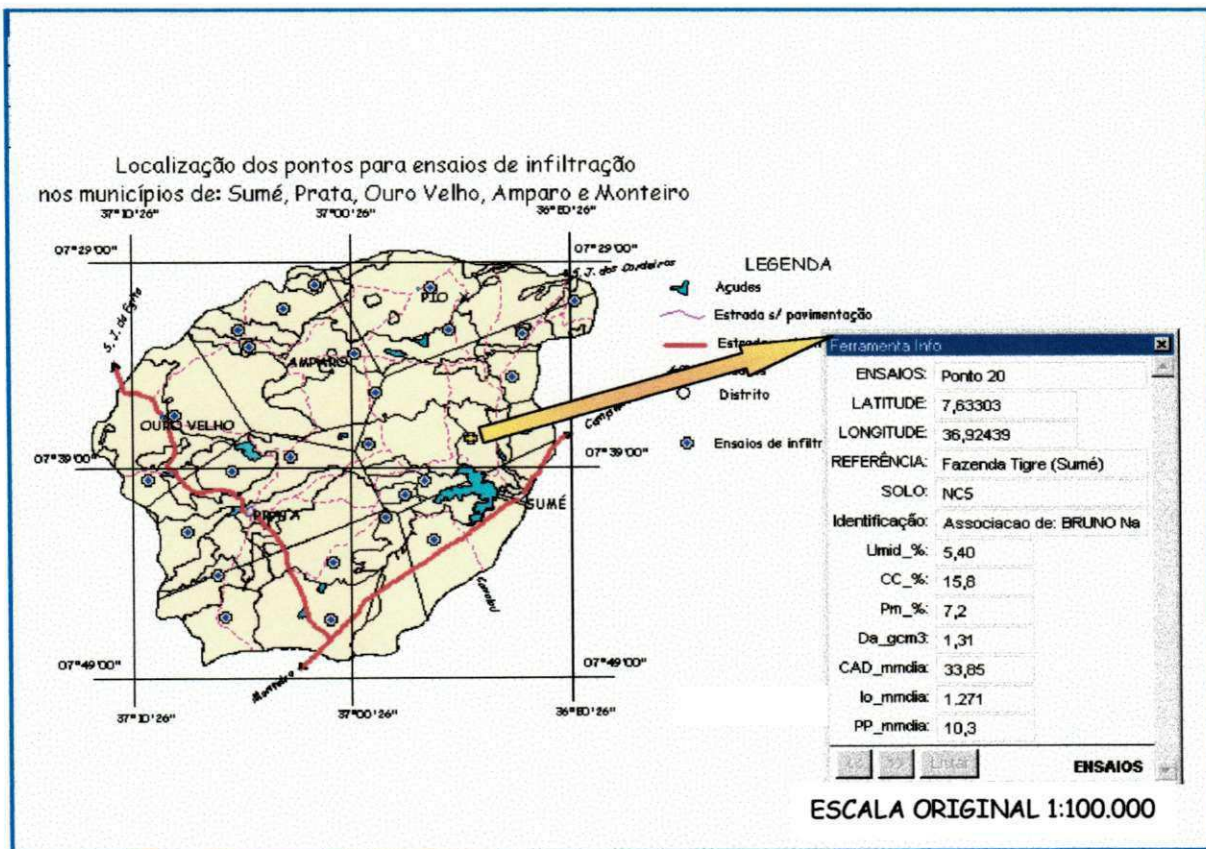 Localização dos pontos para ensaios de infiltração
nos municípios de: Sumé, Prata, Ouro Velho, Amparo e Monteiro
37°10'26" 37°00'26" 36°50'26"
07°29'00" 07°29'00"
S. J. dos Cordeiros
PIO X
S. J. do Egito
AMPARO
OURO VELHO
07°39'00" 07°39'00"
PRATA
SUMÉ
07°49'00" 07°49'00"
Monteiro
37°10'26" 37°00'26" 36°50'26"
LEGENDA
Açudes
Estrada s/ pavimentação
Distrito
Ensaios de infiltr
Ferramenta Info
ENSAIOS: Ponto 20
LATITUDE: 7,63303
LONGITUDE: 36,92439
REFERÊNCIA: Fazenda Tigre (Sumé)
SOLO: NC5
Identificação: Associacao de: BRUNO Na
Umid_%: 5,40
CC_%: 15,8
Pm_%: 7,2
Da_gcm3: 1,31
CAD_mmdia: 33,85
Io_mmdia: 1.271
PP_mmdia: 10,3
<< >> Listar ENSAIOS
ESCALA ORIGINAL 1:100.000